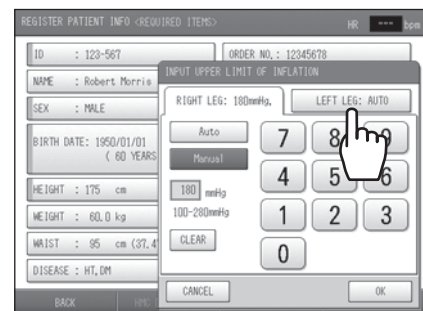 REGISTER PATIENT INFO <REQUIRED ITEMS> HR --- bpm
ID : 123-567
ORDER NO. : 12345678
NAME : Robert Morris
SEX : MALE
BIRTH DATE: 1950/01/01
( 60 YEARS
HEIGHT : 175 cm
WEIGHT : 60.0 kg
WAIST : 95 cm (37.4
DISEASE : HT, DM
BACK
INPUT UPPER LIMIT OF INFLATION
RIGHT LEG: 180mmHg,
LEFT LEG: AUTO
Auto
Manual
180 mmHg
100-280mmHg
CLEAR
7 8 9
4 5 6
1 2 3
0
CANCEL
OK